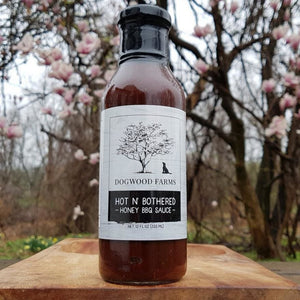 DOGWOOD FARMS
HOT N' BOTHERED
- HONEY BBQ SAUCE -
NET 12 FL OZ (355 ML)